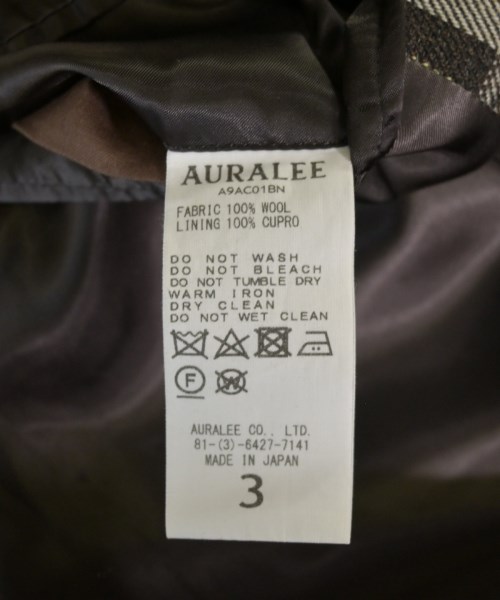 AURALEE
A9AC01BN
FABRIC 100% WOOL
LINING 100% CUPRO
DO NOT WASH
DO NOT BLEACH
DO NOT TUMBLE DRY
WARM IRON
DRY CLEAN
DO NOT WET CLEAN
F W
AURALEE CO., LTD.
81-(3)-6427-7141
MADE IN JAPAN
3